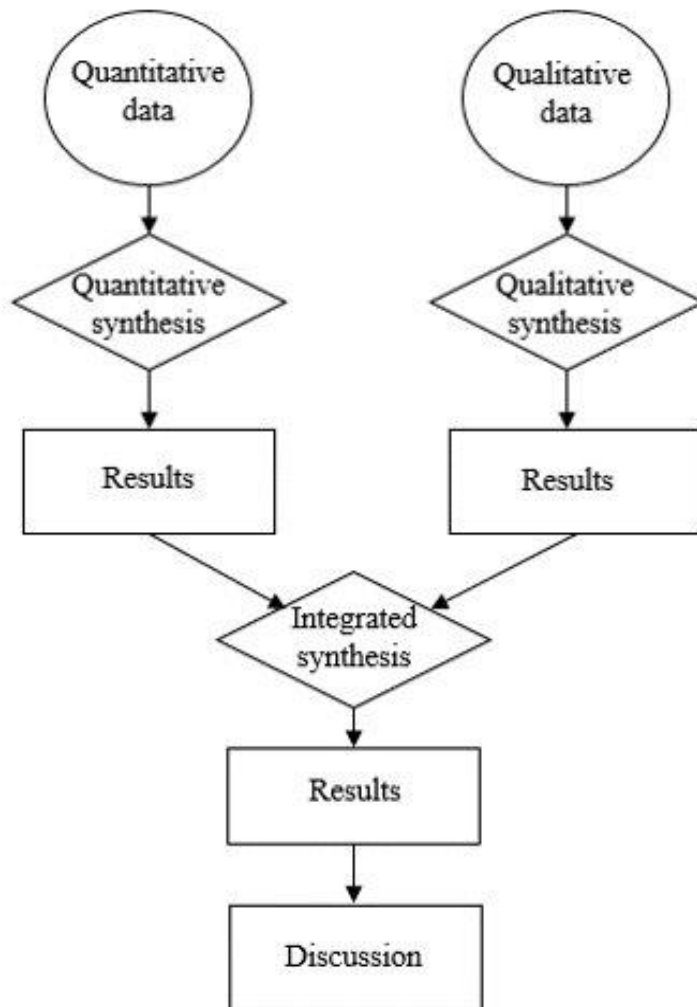 Quantitative
data
Qualitative
data
Quantitative
synthesis
Qualitative
synthesis
Results
Results
Integrated
synthesis
Results
Discussion